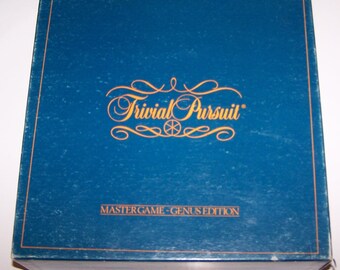 Trivial Pursuit®
MASTER GAME - GENUS EDITION